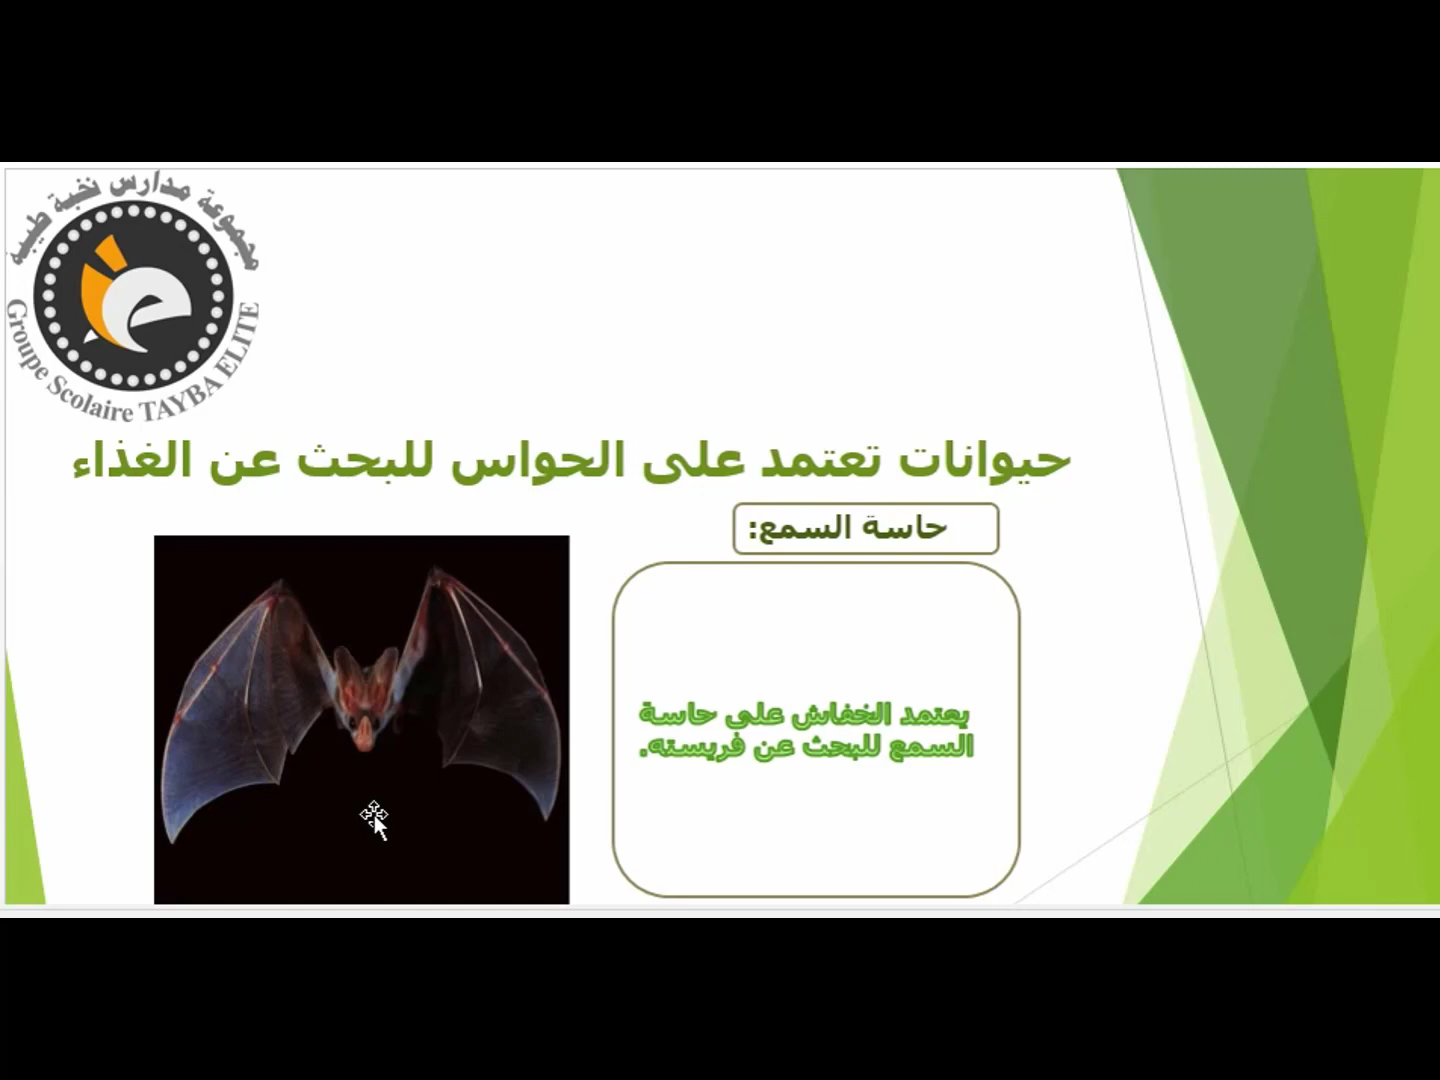 مجموعة مدارس نخبة طيبة
Groupe Scolaire TAYBA ELITE
حيوانات تعتمد على الحواس للبحث عن الغذاء
حاسة السمع:
يعتمد الخفاش على حاسة
السمع للبحث عن فريسته.